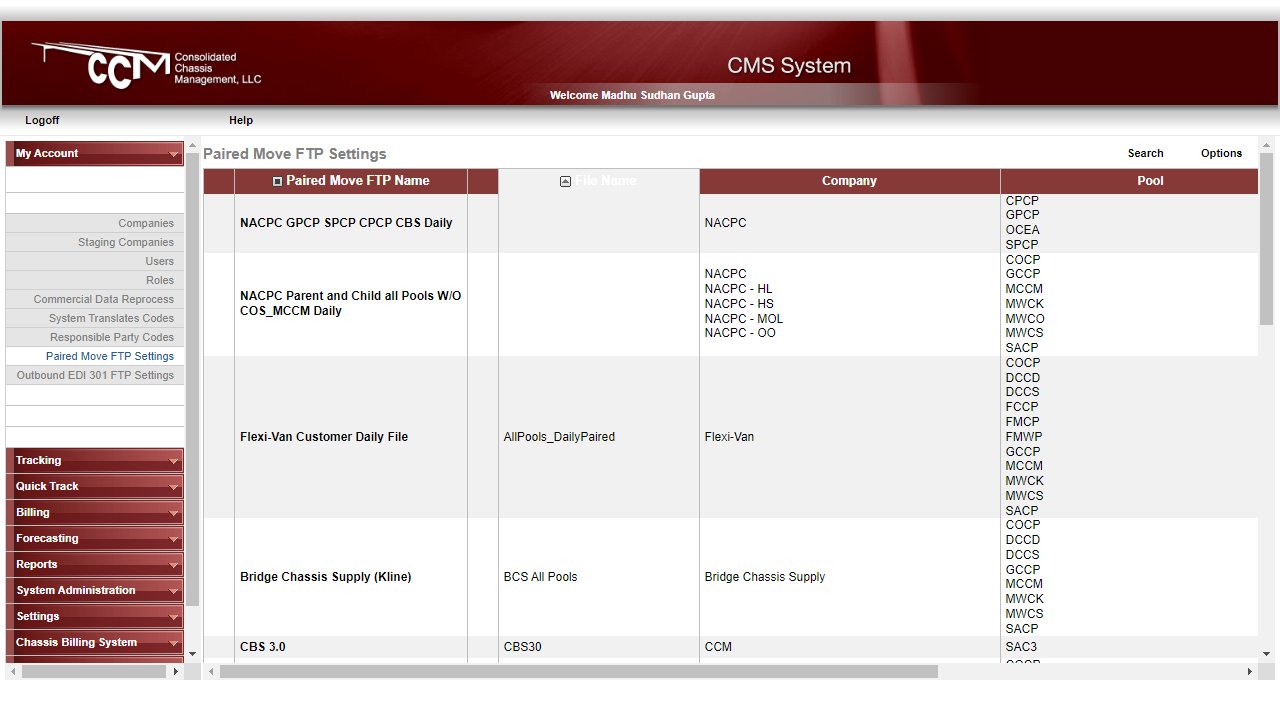 CCM
Consolidated
Chassis
Management, LLC
CMS System
Welcome Madhu Sudhan Gupta
Logoff
Help
My Account
Companies
Staging Companies
Users
Roles
Commercial Data Reprocess
System Translates Codes
Responsible Party Codes
Paired Move FTP Settings
Outbound EDI 301 FTP Settings
Tracking
Quick Track
Billing
Forecasting
Reports
System Administration
Settings
Chassis Billing System
Paired Move FTP Settings
Search
Options
Paired Move FTP Name
File Name
Company
Pool
NACPC GPCP SPCP CPCP CBS Daily
NACPC
CPCP
GPCP
OCEA
SPCP
NACPC Parent and Child all Pools W/O
COS_MCCM Daily
NACPC
NACPC - HL
NACPC - HS
NACPC - MOL
NACPC - OO
COCP
GCCP
MCCM
MWCK
MWCO
MWCS
SACP
Flexi-Van Customer Daily File
AllPools_DailyPaired
Flexi-Van
COCP
DCCD
DCCS
FCCP
FMCP
FMWP
GCCP
MCCM
MWCK
MWCS
SACP
Bridge Chassis Supply (Kline)
BCS All Pools
Bridge Chassis Supply
COCP
DCCD
DCCS
GCCP
MCCM
MWCK
MWCS
SACP
CBS 3.0
CBS30
CCM
SAC3